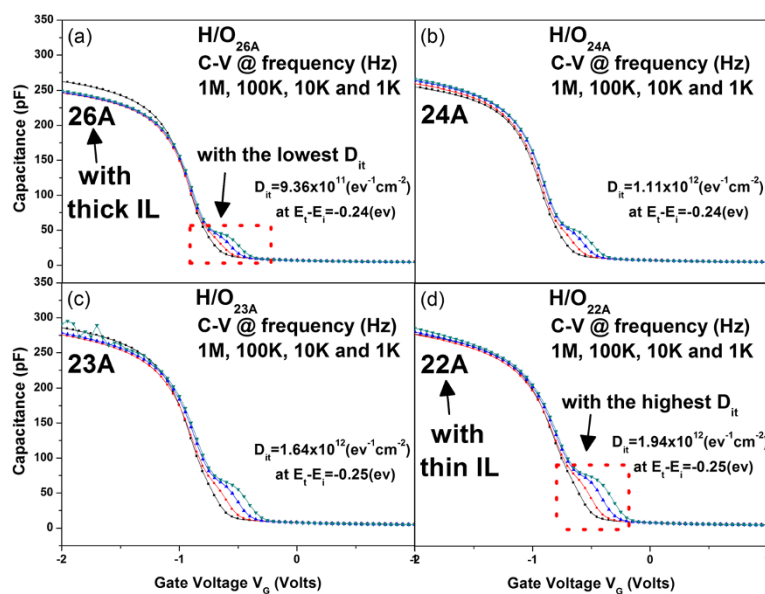 (a)
H/O26A
C-V @ frequency (Hz)
1M, 100K, 10K and 1K
26A
with
thick IL
with the lowest Dit
Dit=9.36x10^11(ev^-1cm^-2)
at Et-Ei=-0.24(ev)
(b)
H/O24A
C-V @ frequency (Hz)
1M, 100K, 10K and 1K
24A
Dit=1.11x10^12(ev^-1cm^-2)
at Et-Ei=-0.24(ev)
350
300
250
200
150
100
50
0
Capacitance (pF)
(c)
H/O23A
C-V @ frequency (Hz)
1M, 100K, 10K and 1K
23A
Dit=1.64x10^12(ev^-1cm^-2)
at Et-Ei=-0.25(ev)
(d)
H/O22A
C-V @ frequency (Hz)
1M, 100K, 10K and 1K
22A
with
thin IL
with the highest Dit
Dit=1.94x10^12(ev^-1cm^-2)
at Et-Ei=-0.25(ev)
350
300
250
200
150
100
50
0
Capacitance (pF)
-2 -1 0 -2 -1 0 1
Gate Voltage VG (Volts) Gate Voltage VG (Volts)